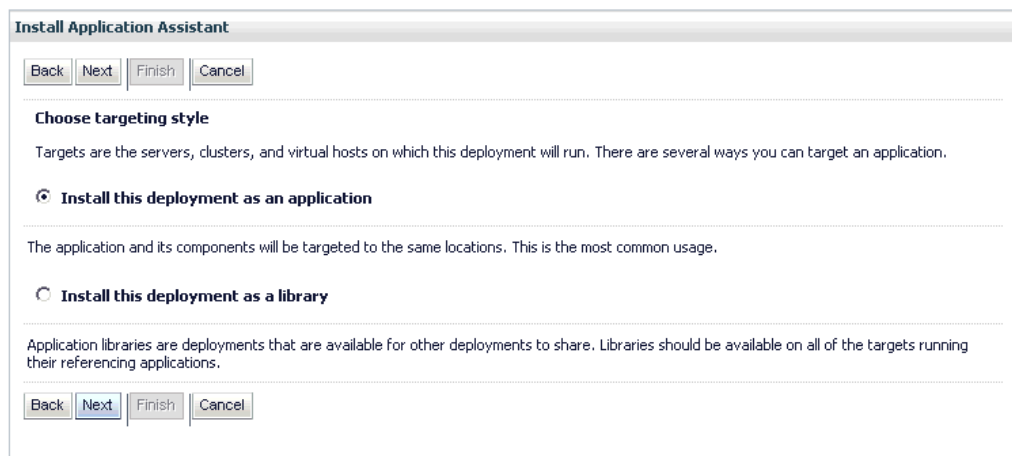 Install Application Assistant
Back Next Finish Cancel
Choose targeting style
Targets are the servers, clusters, and virtual hosts on which this deployment will run. There are several ways you can target an application.
Install this deployment as an application
The application and its components will be targeted to the same locations. This is the most common usage.
Install this deployment as a library
Application libraries are deployments that are available for other deployments to share. Libraries should be available on all of the targets running
their referencing applications.
Back Next Finish Cancel